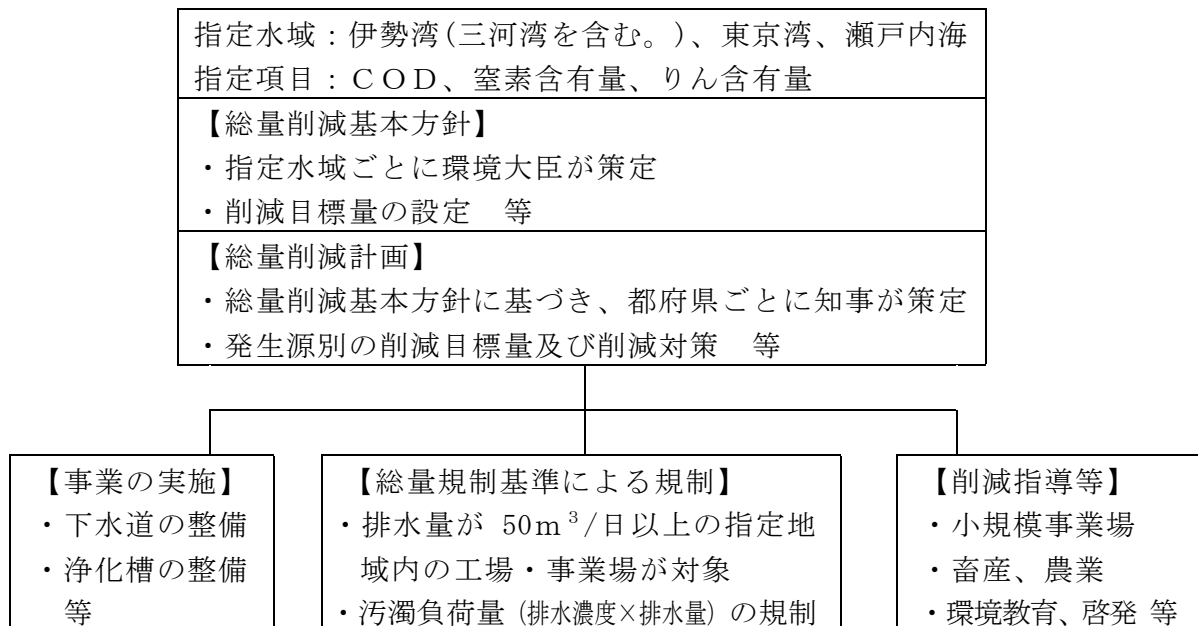 指定水域：伊勢湾(三河湾を含む。)、東京湾、瀬戸内海
指定項目：ＣＯＤ、窒素含有量、りん含有量
【総量削減基本方針】
・指定水域ごとに環境大臣が策定
・削減目標量の設定　等
【総量削減計画】
・総量削減基本方針に基づき、都府県ごとに知事が策定
・発生源別の削減目標量及び削減対策　等
【事業の実施】
・下水道の整備
・浄化槽の整備
等
【総量規制基準による規制】
・排水量が 50ｍ³/日以上の指定地
域内の工場・事業場が対象
・汚濁負荷量 (排水濃度×排水量) の規制
【削減指導等】
・小規模事業場
・畜産、農業
・環境教育、啓発 等